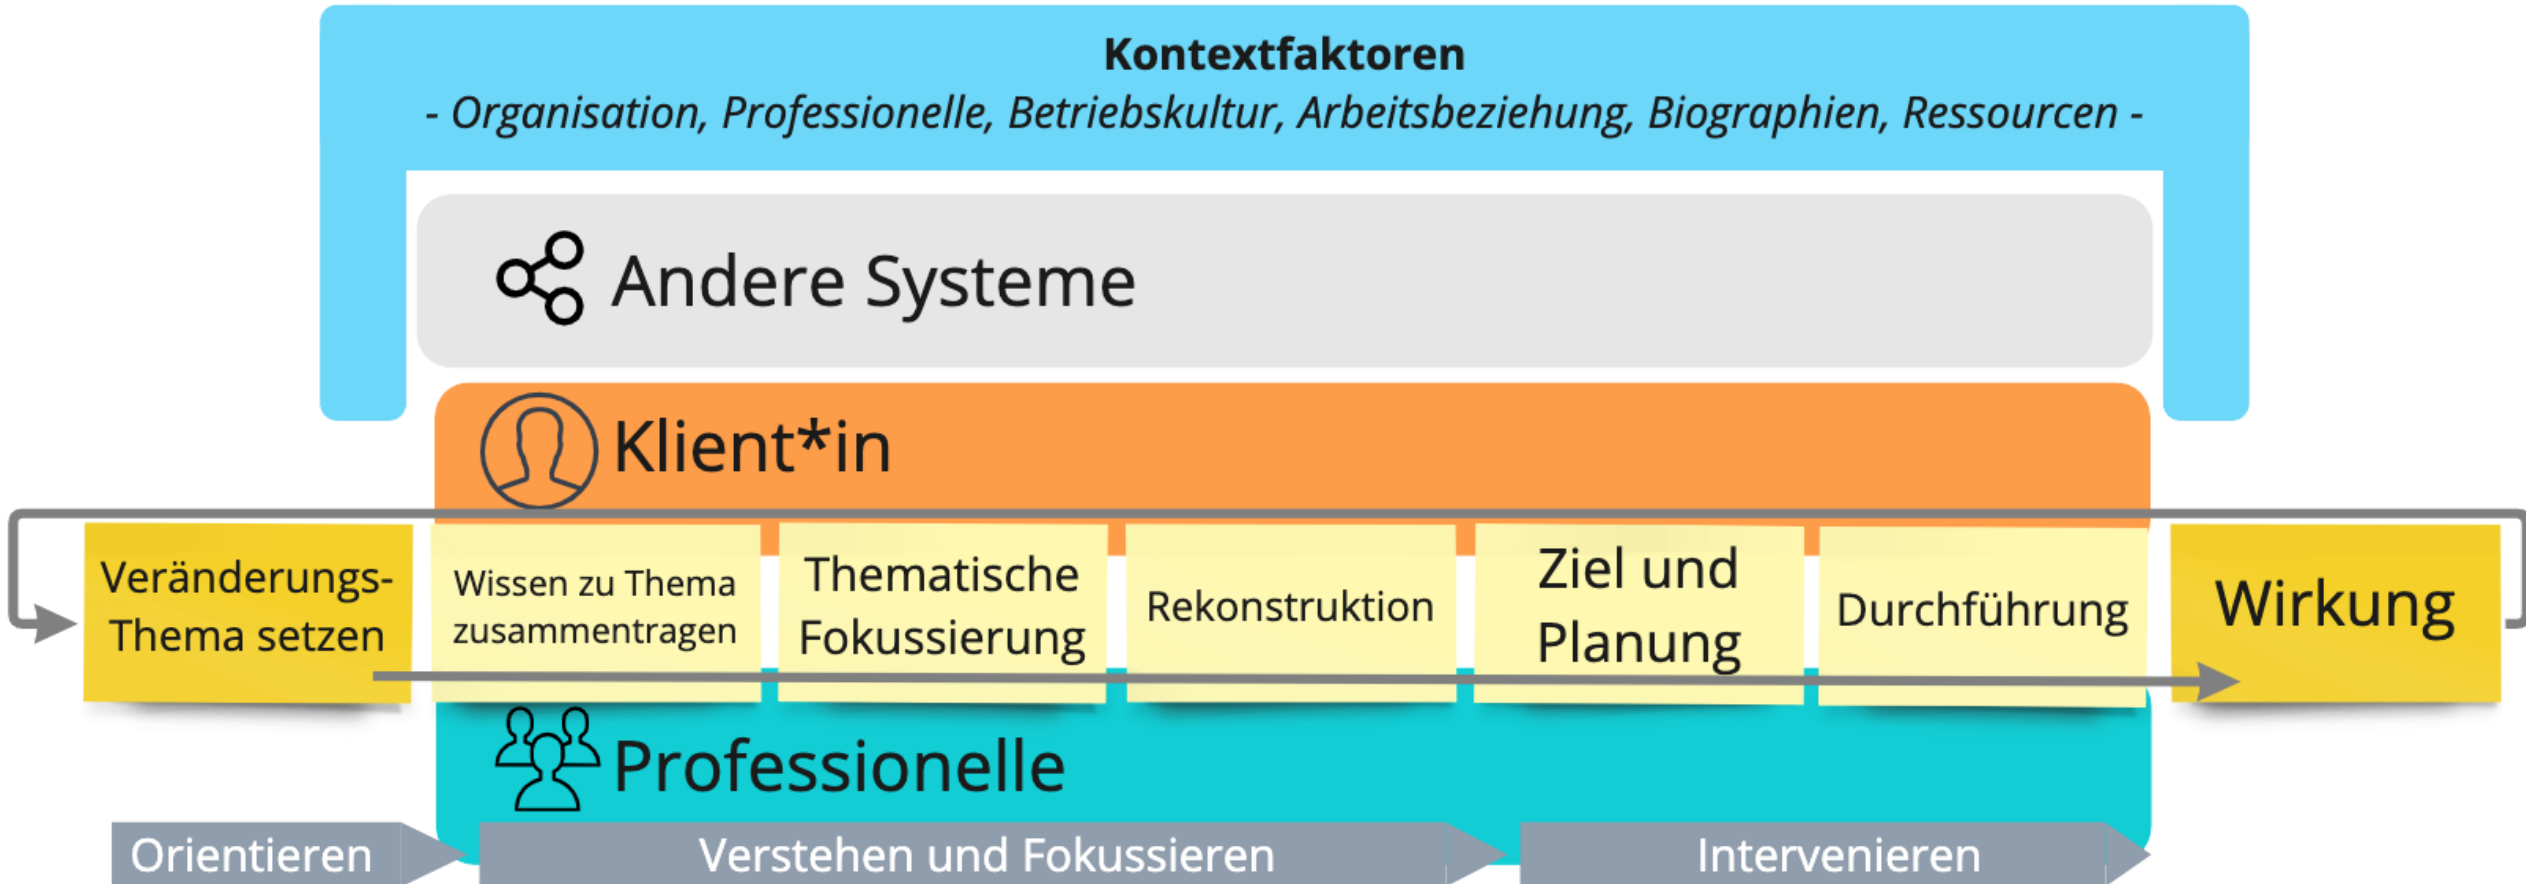 Kontextfaktoren
- Organisation, Professionelle, Betriebskultur, Arbeitsbeziehung, Biographien, Ressourcen -
Andere Systeme
Klient*in
Veränderungs-
Thema setzen
Wissen zu Thema
zusammentragen
Thematische
Fokussierung
Rekonstruktion
Ziel und
Planung
Durchführung
Wirkung
Professionelle
Orientieren
Verstehen und Fokussieren
Intervenieren